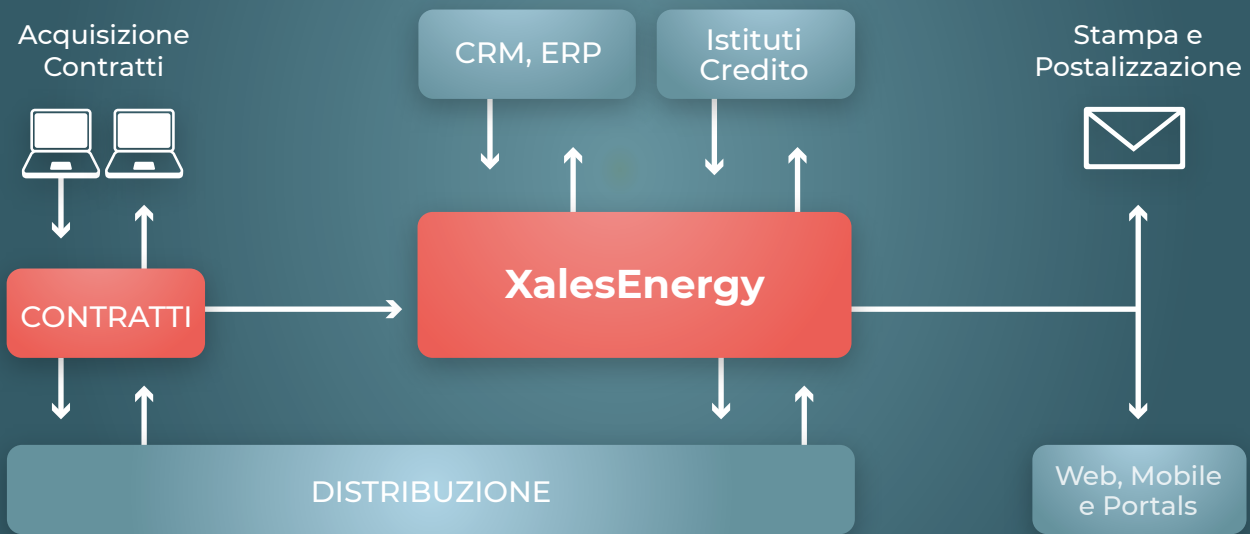 Acquisizione
Contratti
CRM, ERP
Istituti
Credito
Stampa e
Postalizzazione
CONTRATTI
XalesEnergy
DISTRIBUZIONE
Web, Mobile
e Portals